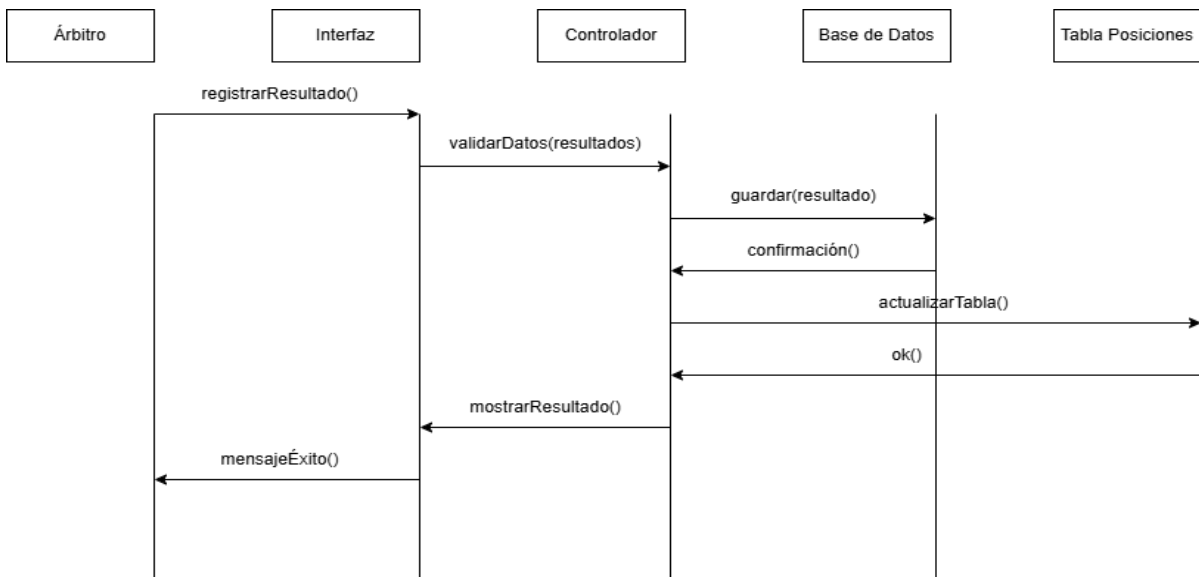 Árbitro
Interfaz
Controlador
Base de Datos
Tabla Posiciones
registrarResultado()
validarDatos(resultados)
guardar(resultado)
confirmación()
actualizarTabla()
ok()
mostrarResultado()
mensajeÉxito()